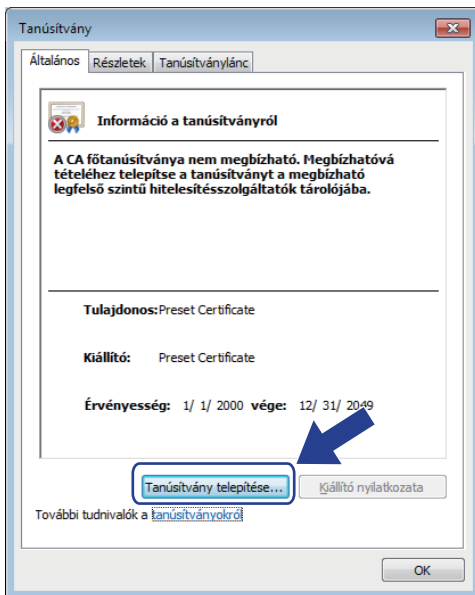 Tanúsítvány
Általános Részletek Tanúsítványlánc
Információ a tanúsítványról
A CA főtanúsítványa nem megbízható. Megbízhatóvá
tételéhez telepítse a tanúsítványt a megbízható
legfelső szintű hitelesítésszolgáltatók tárolójába.
Tulajdonos: Preset Certificate
Kiállító: Preset Certificate
Érvényesség: 1/ 1/ 2000 vége: 12/ 31/ 2049
Tanúsítvány telepítése... Kiállító nyilatkozata
További tudnivalók a tanúsítványokról
OK